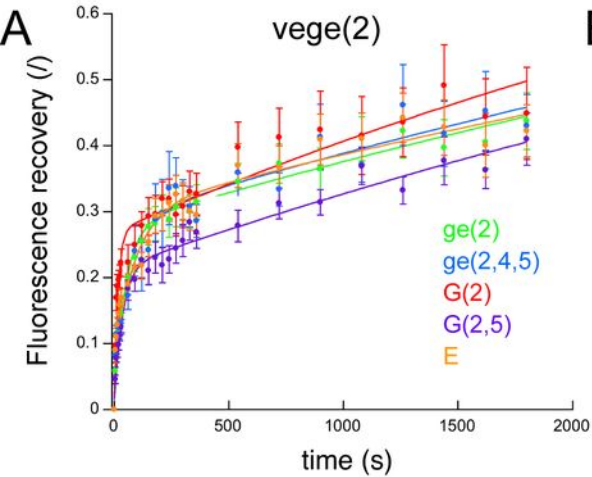 A
vege(2)
Fluorescence recovery (/)
0.6
0.5
0.4
0.3
0.2
0.1
0
ge(2)
ge(2,4,5)
G(2)
G(2,5)
E
0
500
1000
1500
2000
time (s)